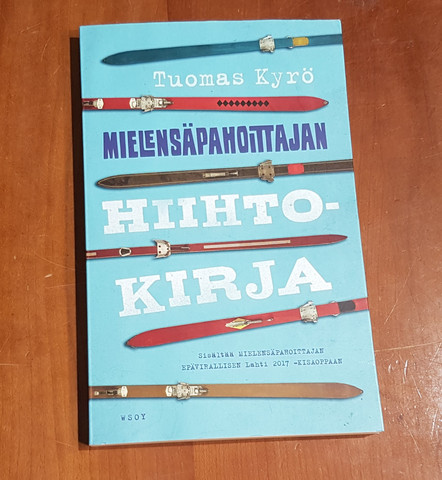 Tuomas Kyrö
MIELENSÄPAHOITTAJAN
HIIHTO-
KIRJA
Sisältää MIELENSÄPAHOITTAJAN
EPÄVIRALLISEN Lahti 2017 -KISAOPPAAN
WSOY